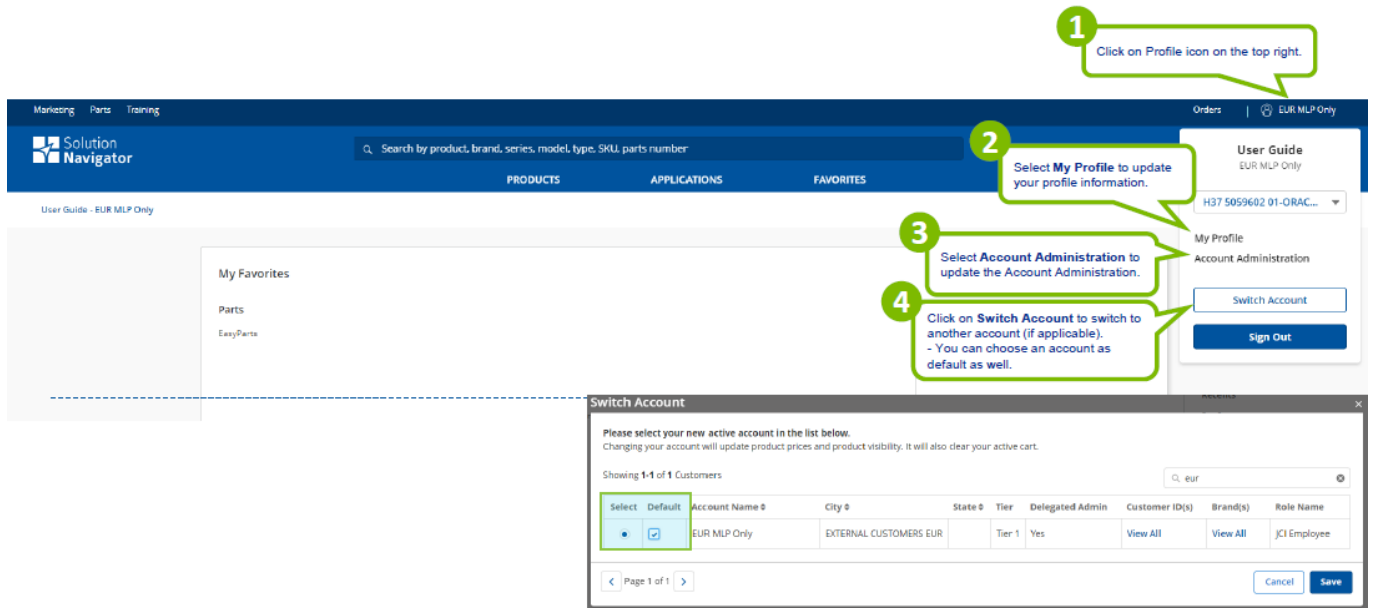 1
Click on Profile icon on the top right.
Marketing Parts Training
Orders | EUR MLP Only
Solution
Navigator
Search by product, brand, series, model, type, SKU, parts number
PRODUCTS APPLICATIONS FAVORITES
2
Select My Profile to update
your profile information.
User Guide
EUR MLP Only
H37 5059602 01-ORAC...
User Guide - EUR MLP Only
My Profile
Account Administration
3
Select Account Administration to
update the Account Administration.
My Favorites
Parts
EasyParts
4
Click on Switch Account to switch to
another account (if applicable).
- You can choose an account as
default as well.
Switch Account
Sign Out
Recents
Switch Account ×
Please select your new active account in the list below.
Changing your account will update product prices and product visibility. It will also clear your active cart.
Showing 1-1 of 1 Customers
eur
Select Default Account Name City State Tier Delegated Admin Customer ID(s) Brand(s) Role Name
EUR MLP Only EXTERNAL CUSTOMERS EUR Tier 1 Yes View All View All JCI Employee
< Page 1 of 1 >
Cancel Save